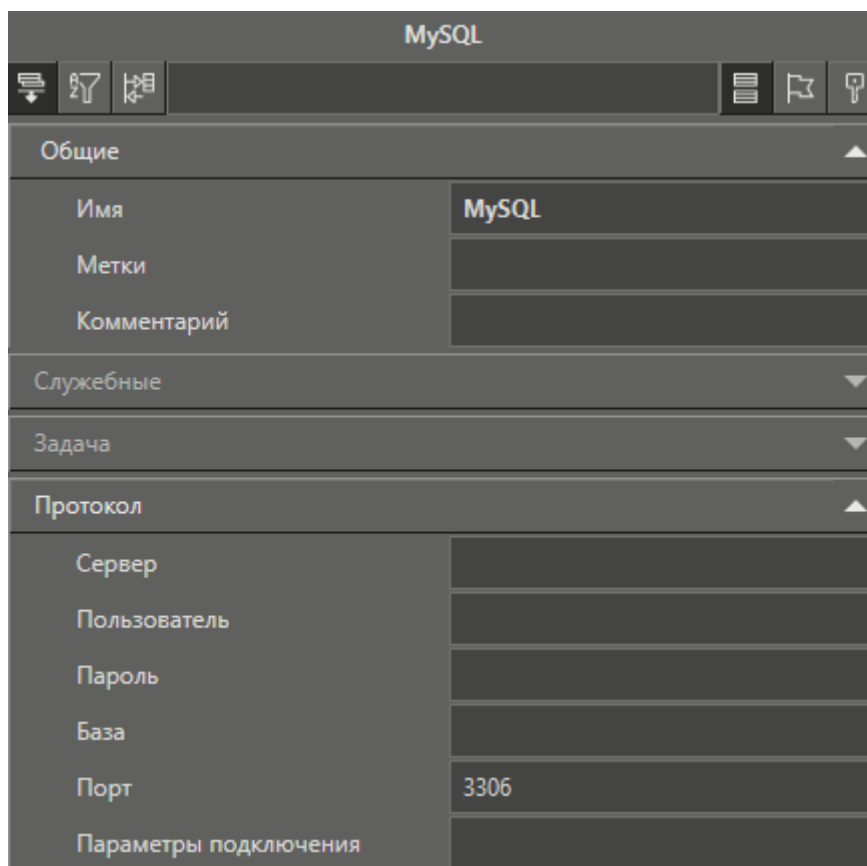 MySQL
Общие
Имя MySQL
Метки
Комментарий
Служебные
Задача
Протокол
Сервер
Пользователь
Пароль
База
Порт 3306
Параметры подключения